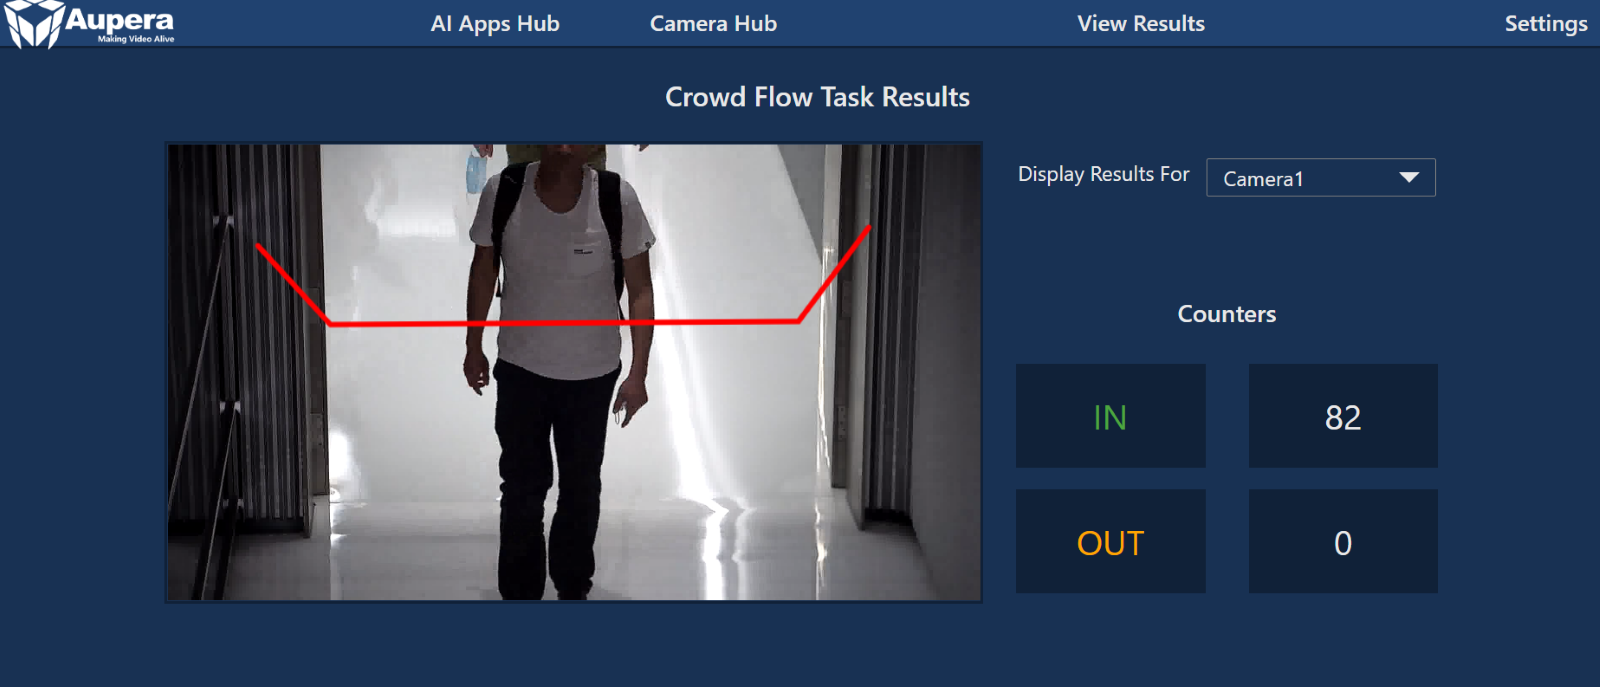 Aupera
Making Video Alive
AI Apps Hub
Camera Hub
View Results
Settings
Crowd Flow Task Results
Display Results For
Camera1
Counters
IN
82
OUT
0